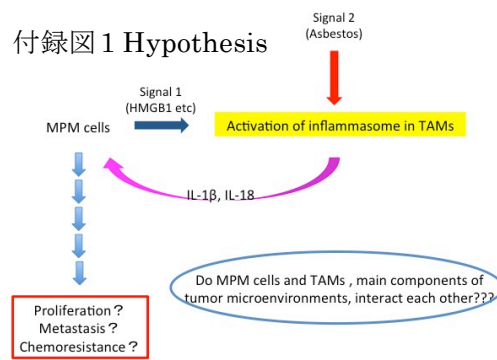 付録図1 Hypothesis
Signal 2
(Asbestos)
Signal 1
(HMGB1 etc)
MPM cells
Activation of inflammasome in TAMs
IL-1β, IL-18
Do MPM cells and TAMs , main components of
tumor microenvironments, interact each other???
Proliferation？
Metastasis？
Chemoresistance？